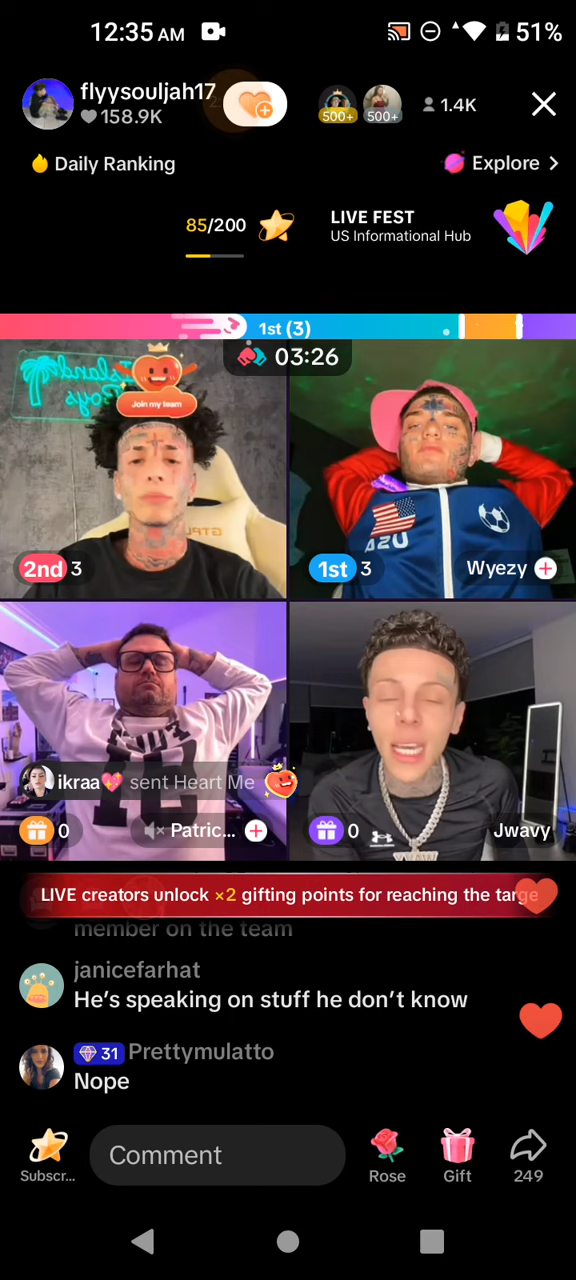 12:35 AM
51%
flyysouljah17
158.9K
500+
500+
1.4K
Daily Ranking
Explore
85/200
LIVE FEST
US Informational Hub
1st (3)
03:26
Island
Boys
Join my team
GTPL
2nd 3
1st 3
Wyezy
ikraa sent Heart Me
0
Patric...
0
Jwavy
LIVE creators unlock ×2 gifting points for reaching the targe
member on the team
janicefarhat
He's speaking on stuff he don't know
31 Prettymulatto
Nope
Subscr...
Comment
Rose
Gift
249